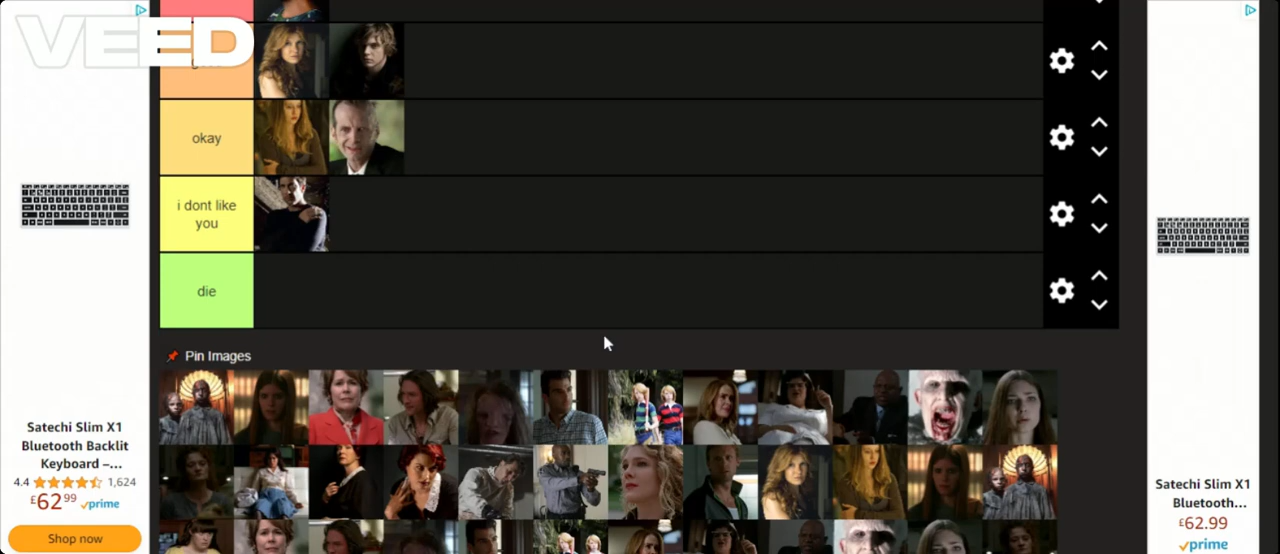 VEED
okay
i dont like
you
die
Pin Images
Satechi Slim X1
Bluetooth Backlit
Keyboard –...
4.4
1,624
£62.99
prime
Shop now
Satechi Slim X1
Bluetooth...
£62.99
prime